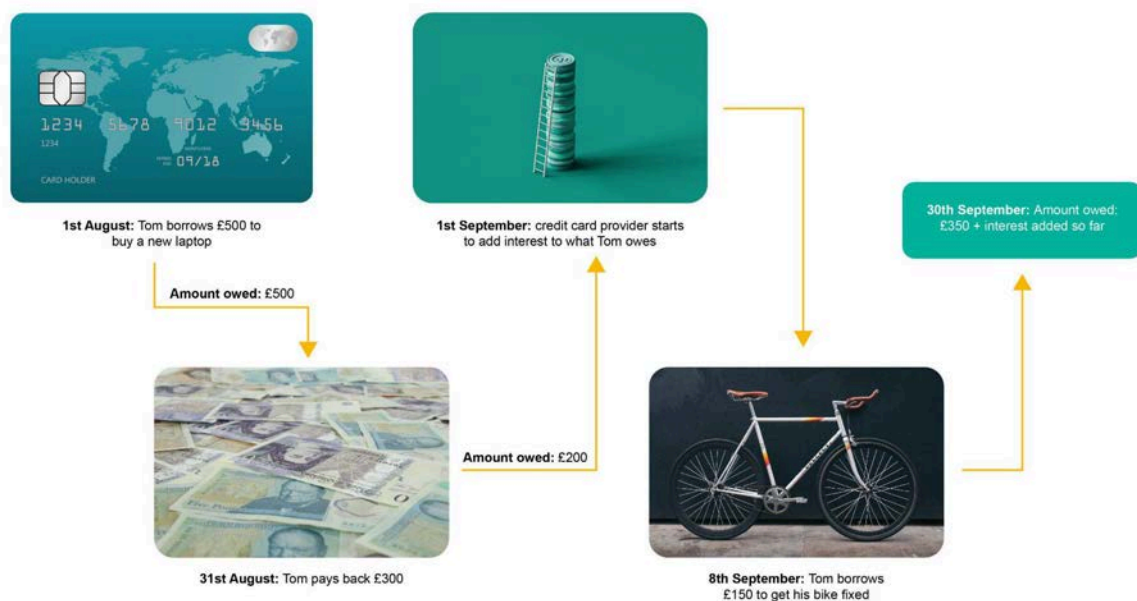 1234 5678 9012 3456
1234
09/18
CARD HOLDER
1st August: Tom borrows £500 to
buy a new laptop
Amount owed: £500
31st August: Tom pays back £300
Amount owed: £200
1st September: credit card provider starts
to add interest to what Tom owes
8th September: Tom borrows
£150 to get his bike fixed
30th September: Amount owed:
£350 + interest added so far